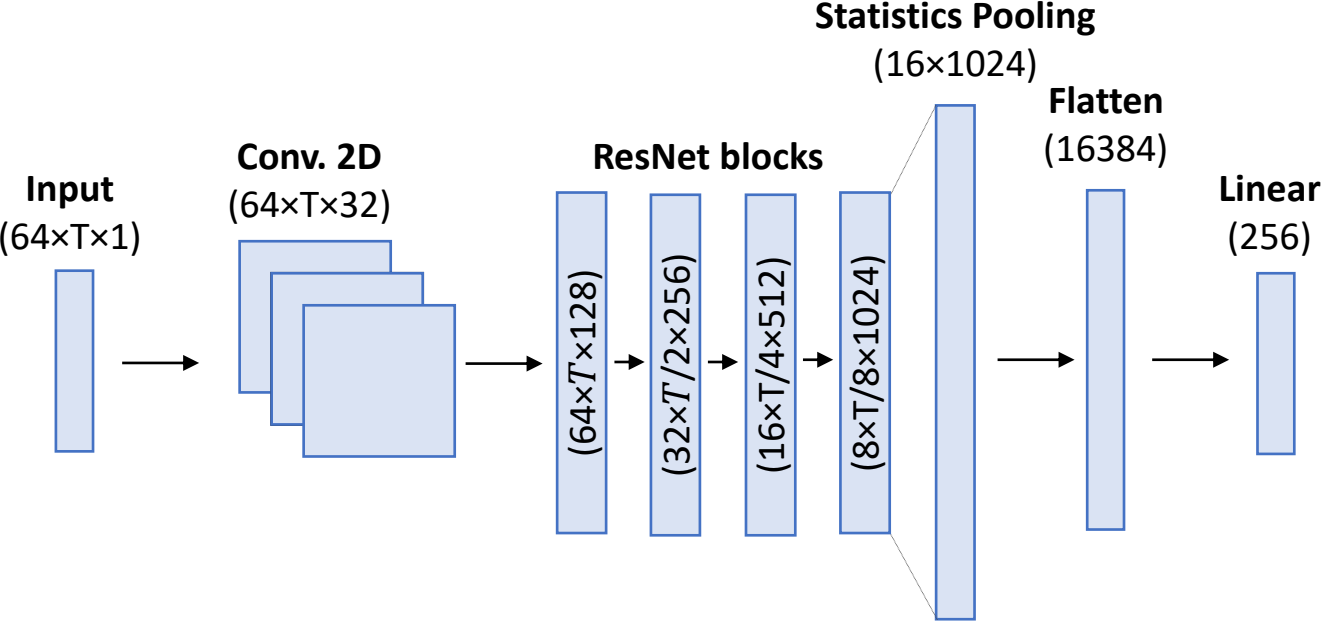 Input
(64×T×1)
Conv. 2D
(64×T×32)
ResNet blocks
(64×T×128)
(32×T/2×256)
(16×T/4×512)
(8×T/8×1024)
Statistics Pooling
(16×1024)
Flatten
(16384)
Linear
(256)